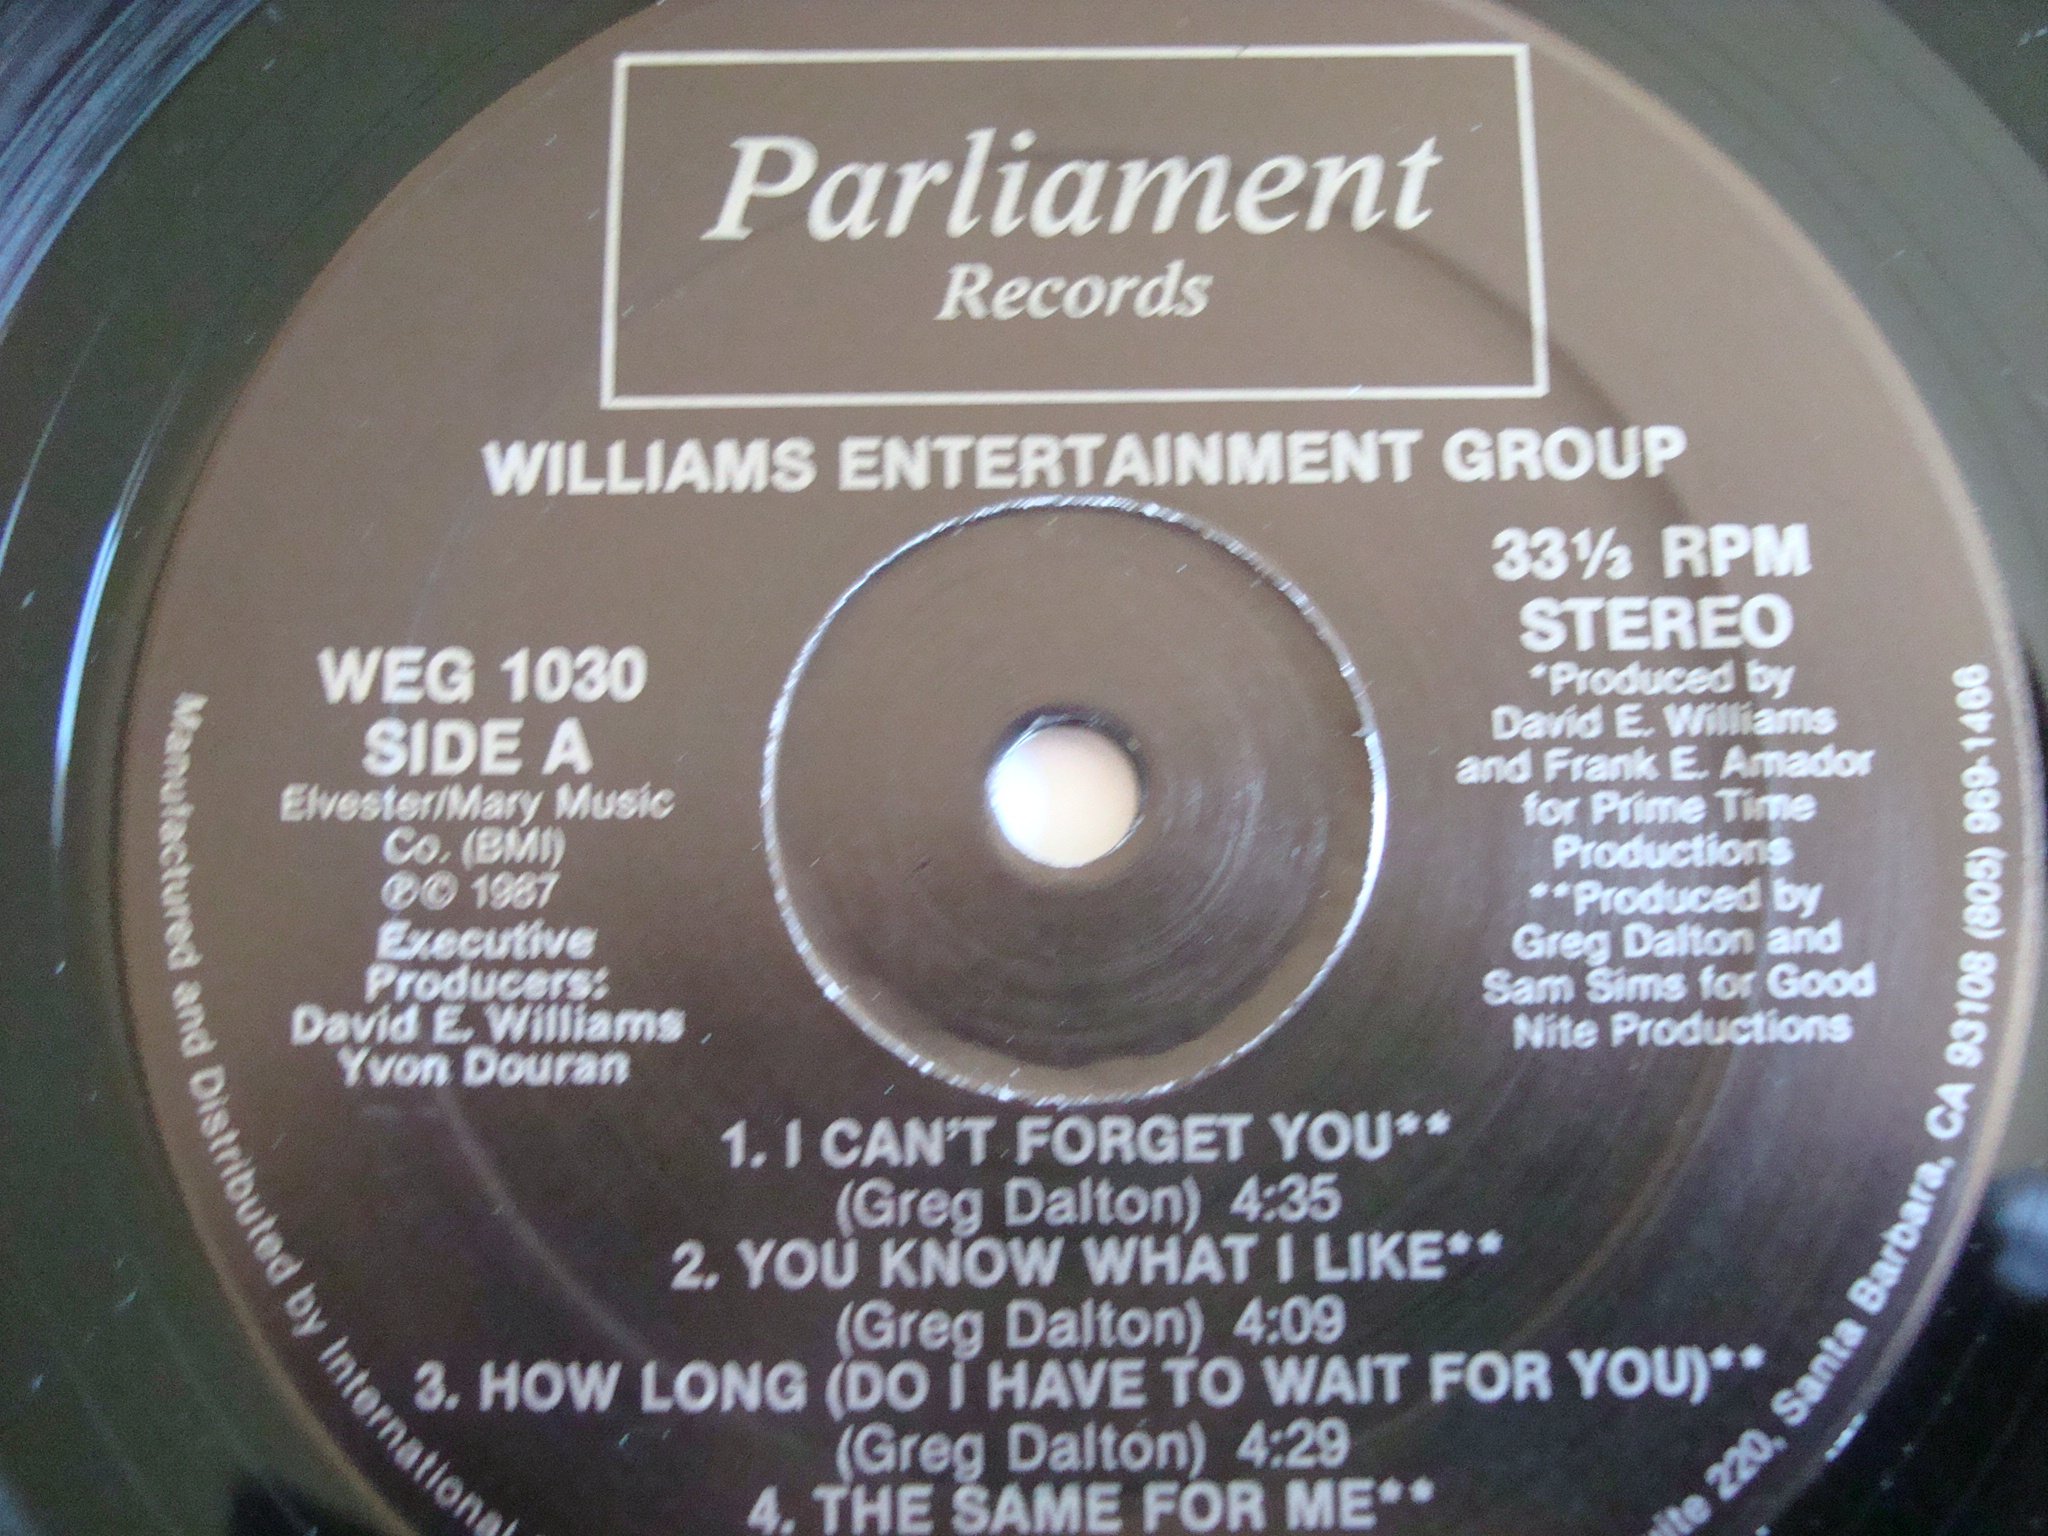 Parliament
Records
WILLIAMS ENTERTAINMENT GROUP
33⅓ RPM
STEREO
*Produced by
David E. Williams
and Frank E. Amador
for Prime Time
Productions
**Produced by
Greg Dalton and
Sam Sims for Good
Nite Productions
WEG 1030
SIDE A
Elvester/Mary Music
Co. (BMI)
℗© 1987
Executive
Producers:
David E. Williams
Yvon Douran
1. I CAN'T FORGET YOU**
(Greg Dalton) 4:35
2. YOU KNOW WHAT I LIKE**
(Greg Dalton) 4:09
3. HOW LONG (DO I HAVE TO WAIT FOR YOU)**
(Greg Dalton) 4:29
4. THE SAME FOR ME**
Manufactured and Distributed by International
220, Santa Barbara, CA 93108 (805) 969-1466